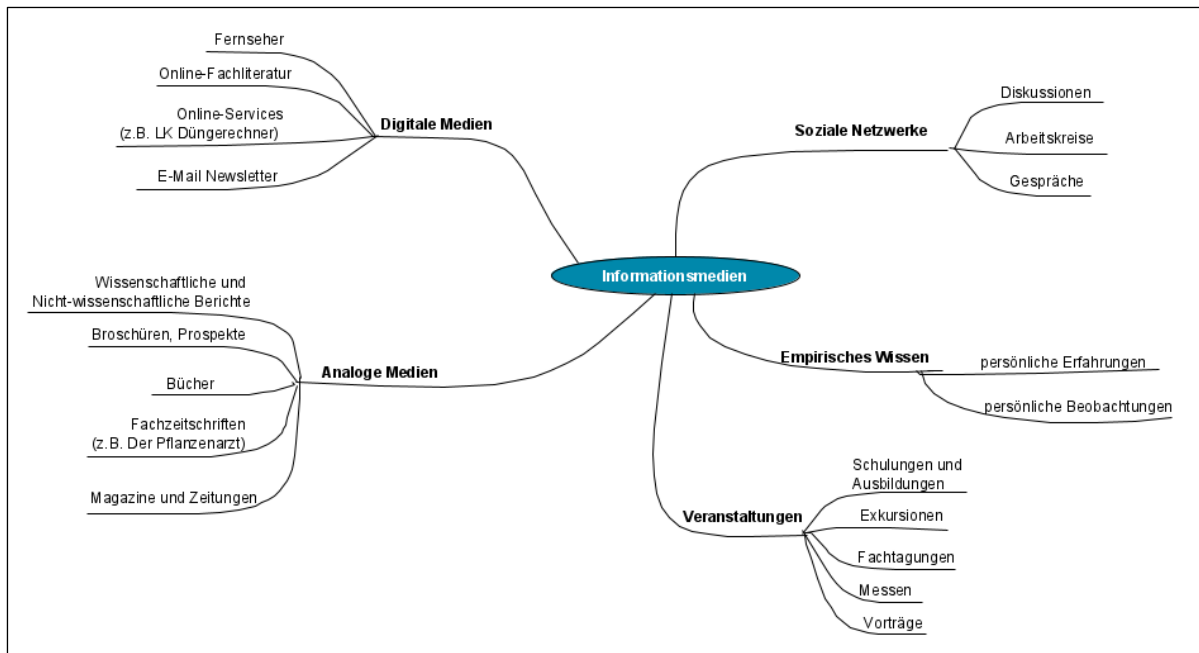 Fernseher
Online-Fachliteratur
Online-Services
(z.B. LK Düngerechner)
E-Mail Newsletter
Digitale Medien
Soziale Netzwerke
Diskussionen
Arbeitskreise
Gespräche
Informationsmedien
Wissenschaftliche und
Nicht-wissenschaftliche Berichte
Broschüren, Prospekte
Bücher
Fachzeitschriften
(z.B. Der Pflanzenarzt)
Magazine und Zeitungen
Analoge Medien
Empirisches Wissen
persönliche Erfahrungen
persönliche Beobachtungen
Veranstaltungen
Schulungen und
Ausbildungen
Exkursionen
Fachtagungen
Messen
Vorträge